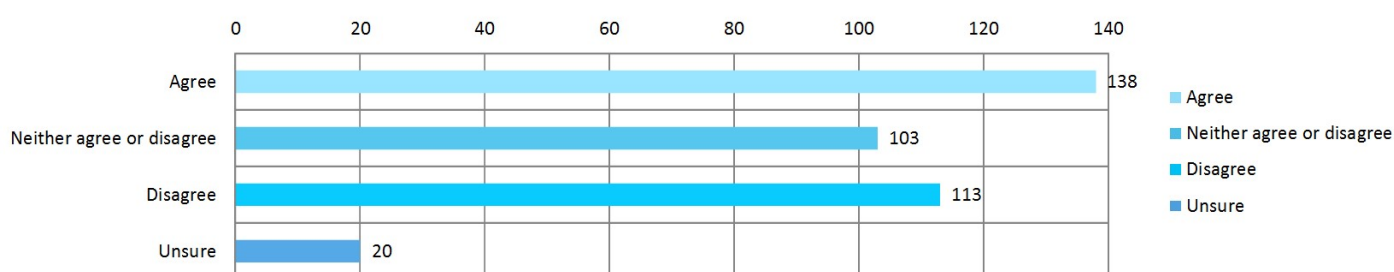 0 20 40 60 80 100 120 140
Agree 138
Neither agree or disagree 103
Disagree 113
Unsure 20
Agree
Neither agree or disagree
Disagree
Unsure